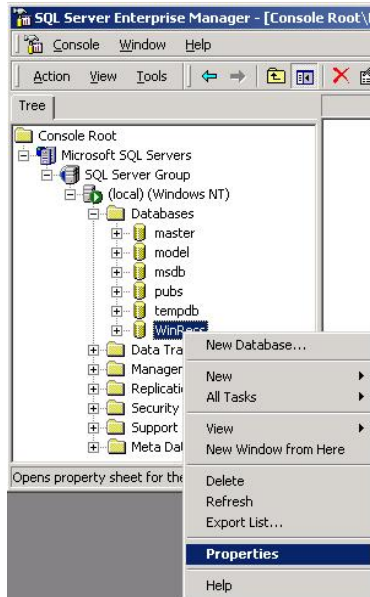 SQL Server Enterprise Manager - [Console Root\
Console Window Help
Action View Tools
Tree
Console Root
Microsoft SQL Servers
SQL Server Group
(local) (Windows NT)
Databases
master
model
msdb
pubs
tempdb
Data Tra
Manager
Replicati
Security
Support
Meta Dat
Opens property sheet for the
New Database...
New
All Tasks
View
New Window from Here
Delete
Refresh
Export List...
Properties
Help